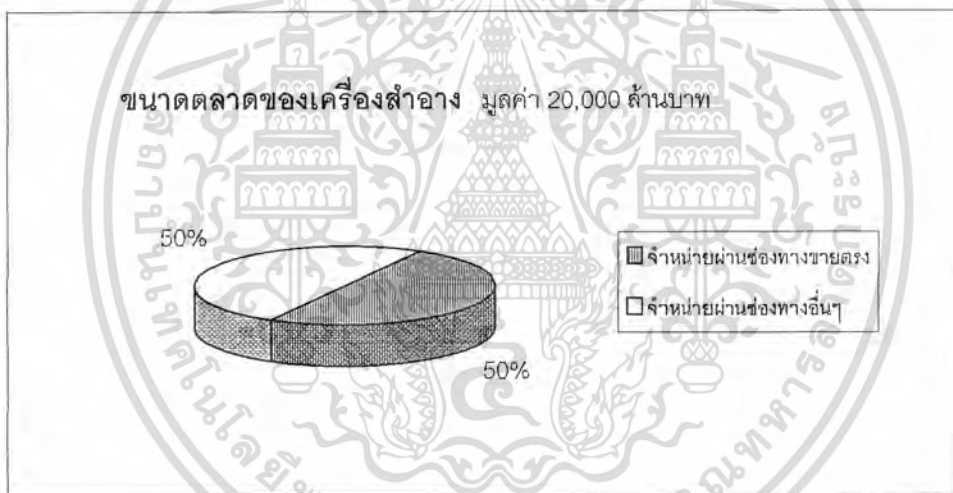 ขนาดตลาดของเครื่องสำอาง มูลค่า 20,000 ล้านบาท
50%
จำหน่ายผ่านช่องทางขายตรง
จำหน่ายผ่านช่องทางอื่นๆ
50%